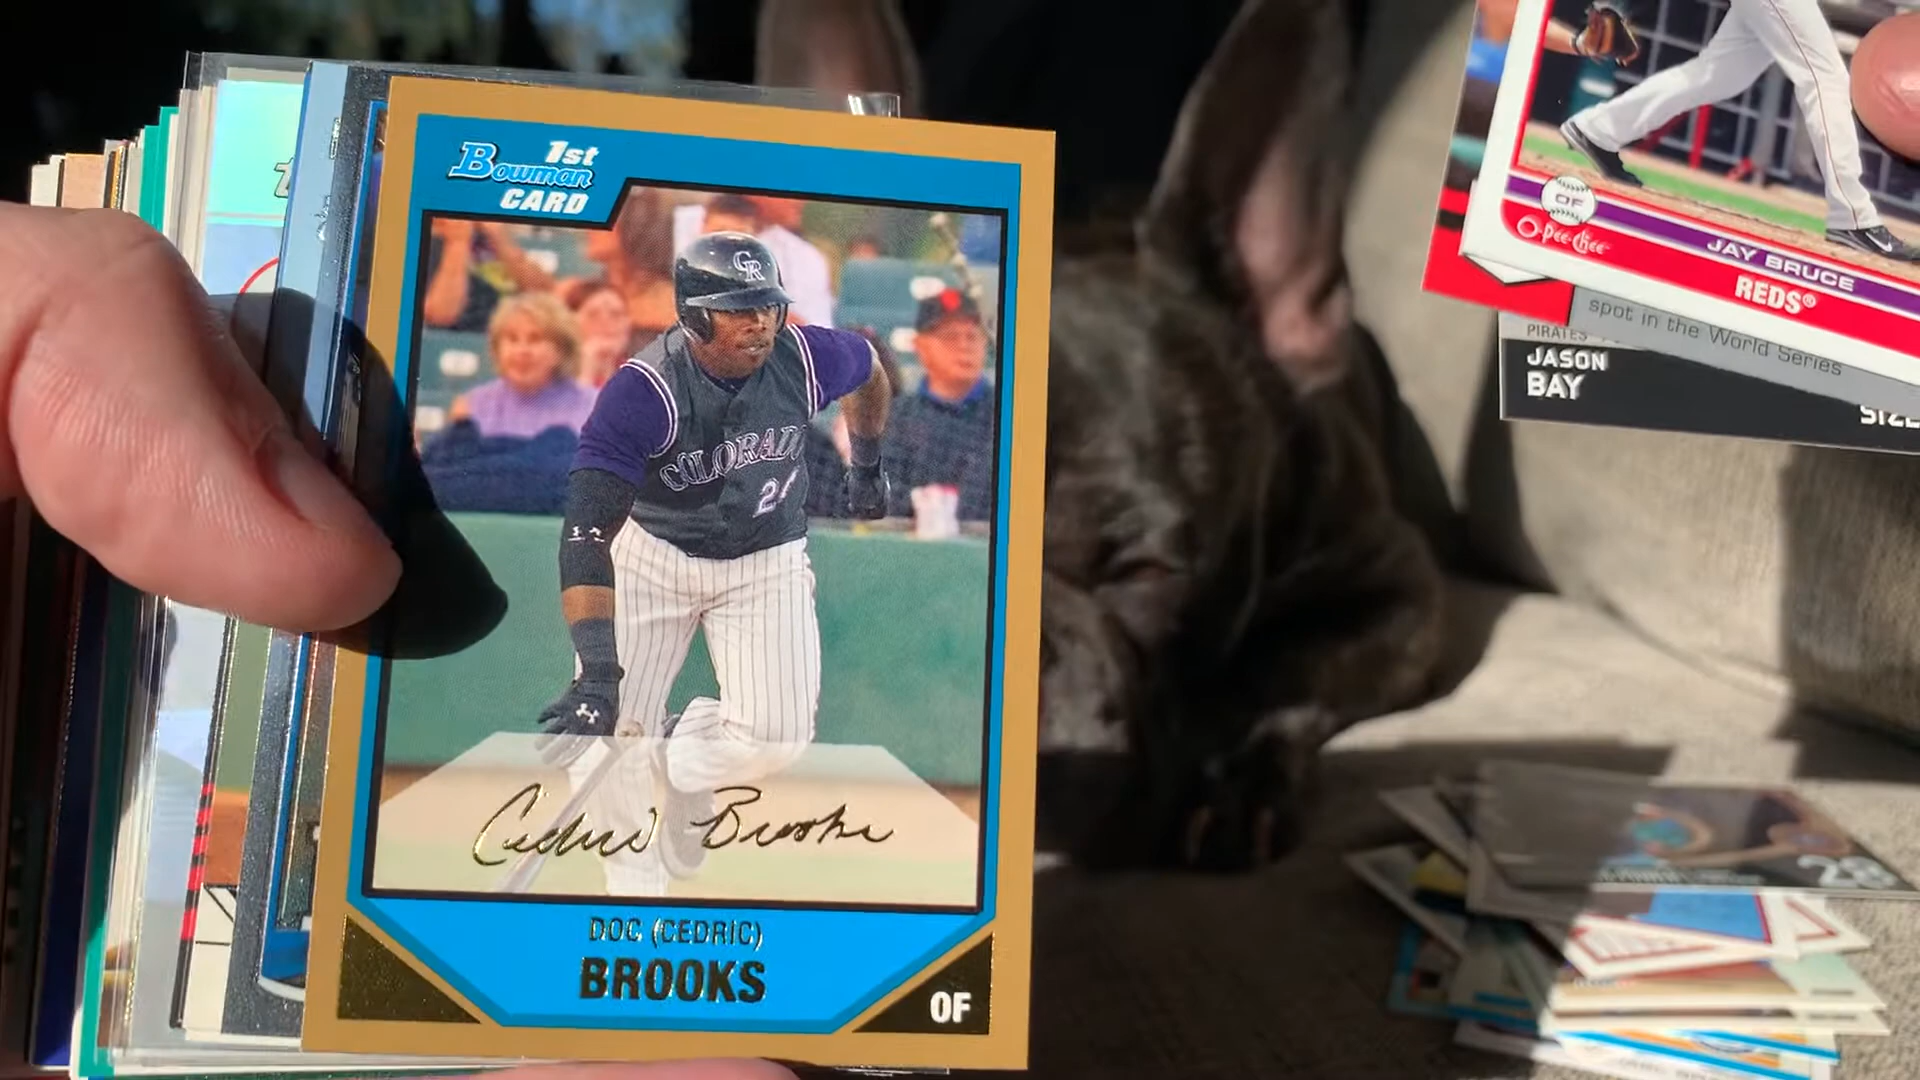 1st
Bowman
CARD
CR
COLORADO
Cedric Brooks
DOC (CEDRIC)
BROOKS
OF
OF
O-Pee-Chee
JAY BRUCE
REDS®
spot in the World Series
PIRATES
JASON
BAY
28